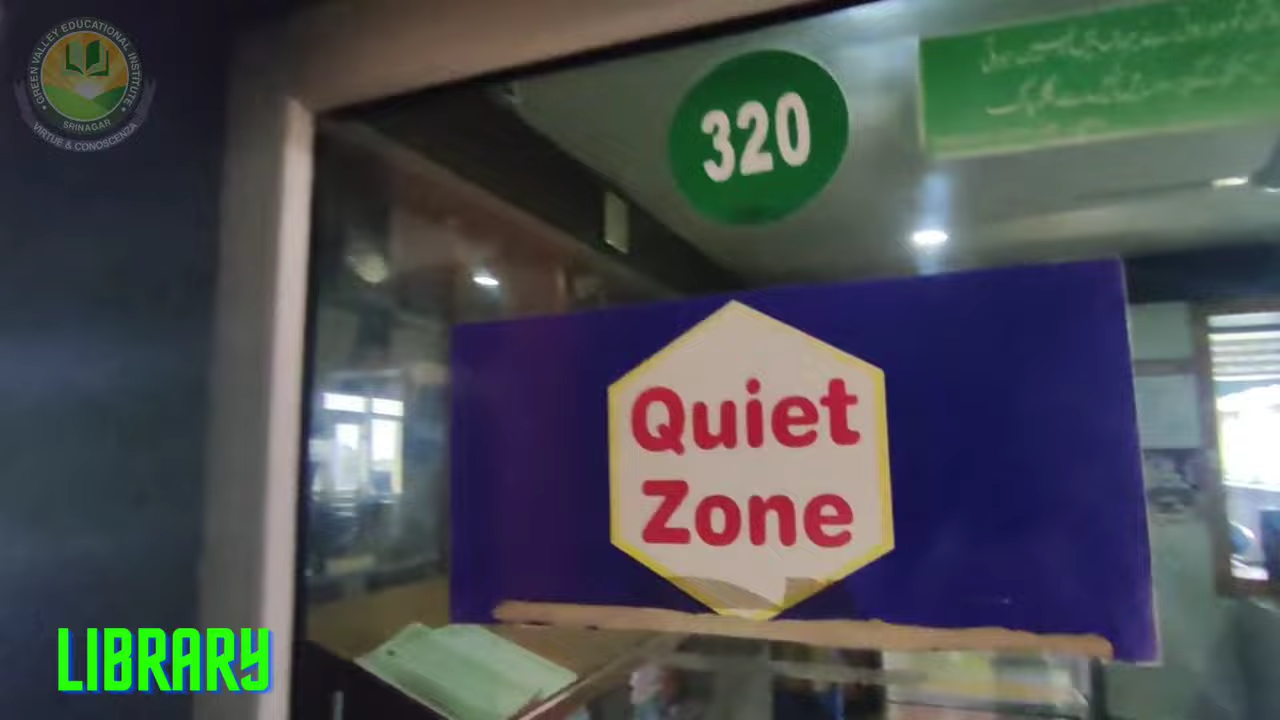 GREEN VALLEY EDUCATIONAL INSTITUTE
SRINAGAR
VIRTUE & CONOSCENZA
320
Quiet
Zone
LIBRARY